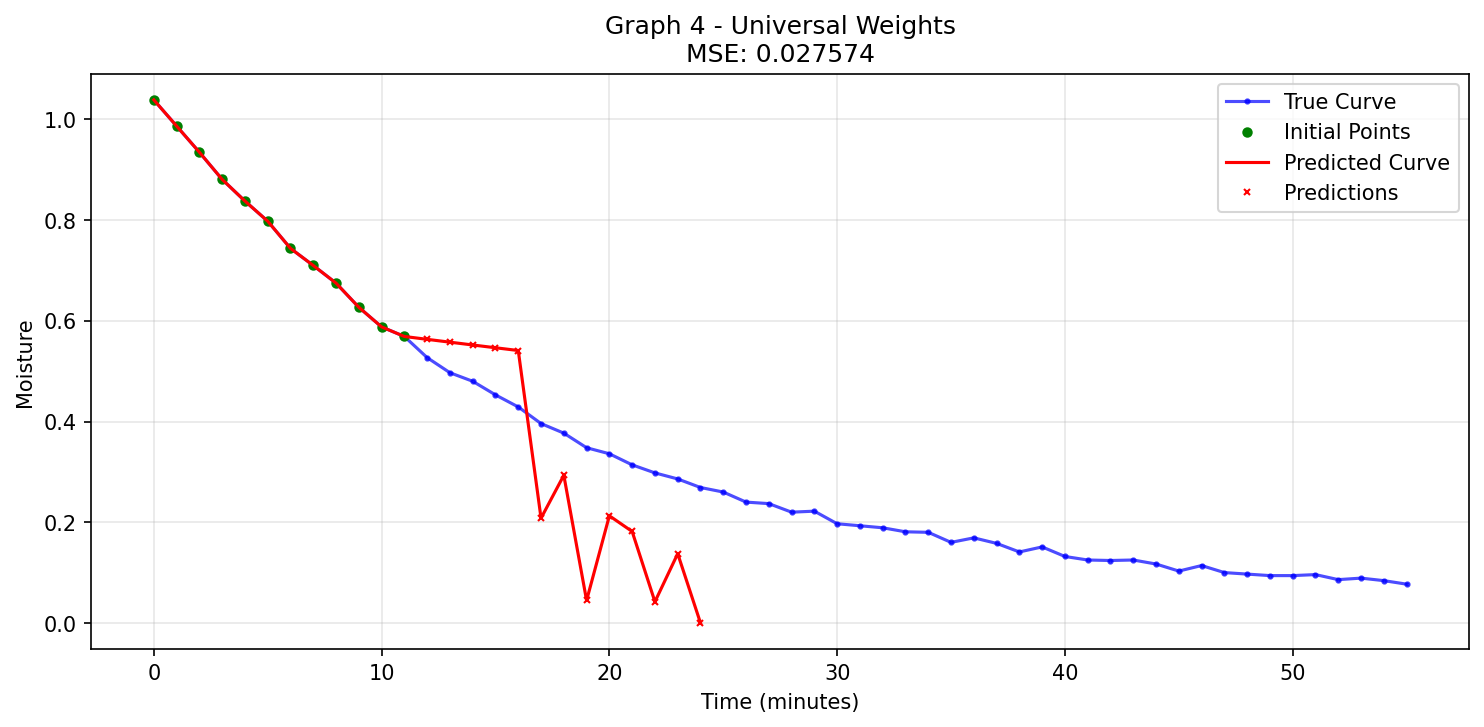 Graph 4 - Universal Weights
MSE: 0.027574
True Curve
Initial Points
Predicted Curve
Predictions
Moisture
1.0
0.8
0.6
0.4
0.2
0.0
0
10
20
30
40
50
Time (minutes)